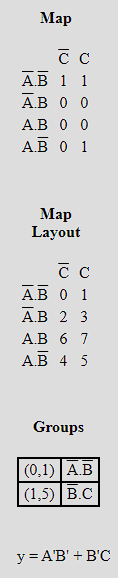 Map
C̅ C
A̅.B̅ 1 1
A̅.B 0 0
A.B 0 0
A.B̅ 0 1
Map
Layout
C̅ C
A̅.B̅ 0 1
A̅.B 2 3
A.B 6 7
A.B̅ 4 5
Groups
(0,1) A̅.B̅
(1,5) B̅.C
y = A'B' + B'C